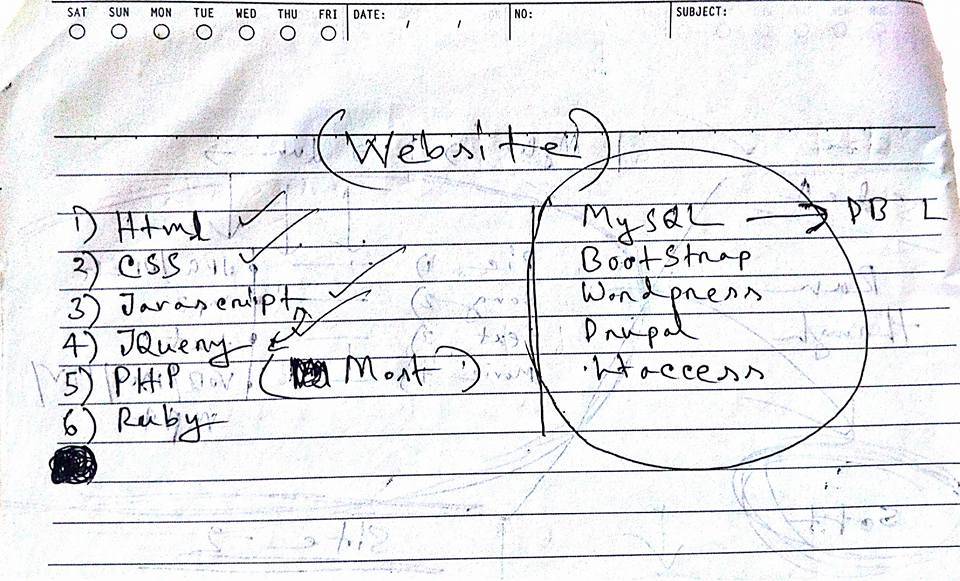 SAT SUN MON TUE WED THU FRI DATE: / / NO: SUBJECT:
(Website)
1) Html ✓
2) CSS ✓
3) Javascript ✓
4) JQuery ✓
5) PHP (Most)
6) Ruby
MySQL → DB L
BootStrap
Wordpress
Drupal
.htaccess